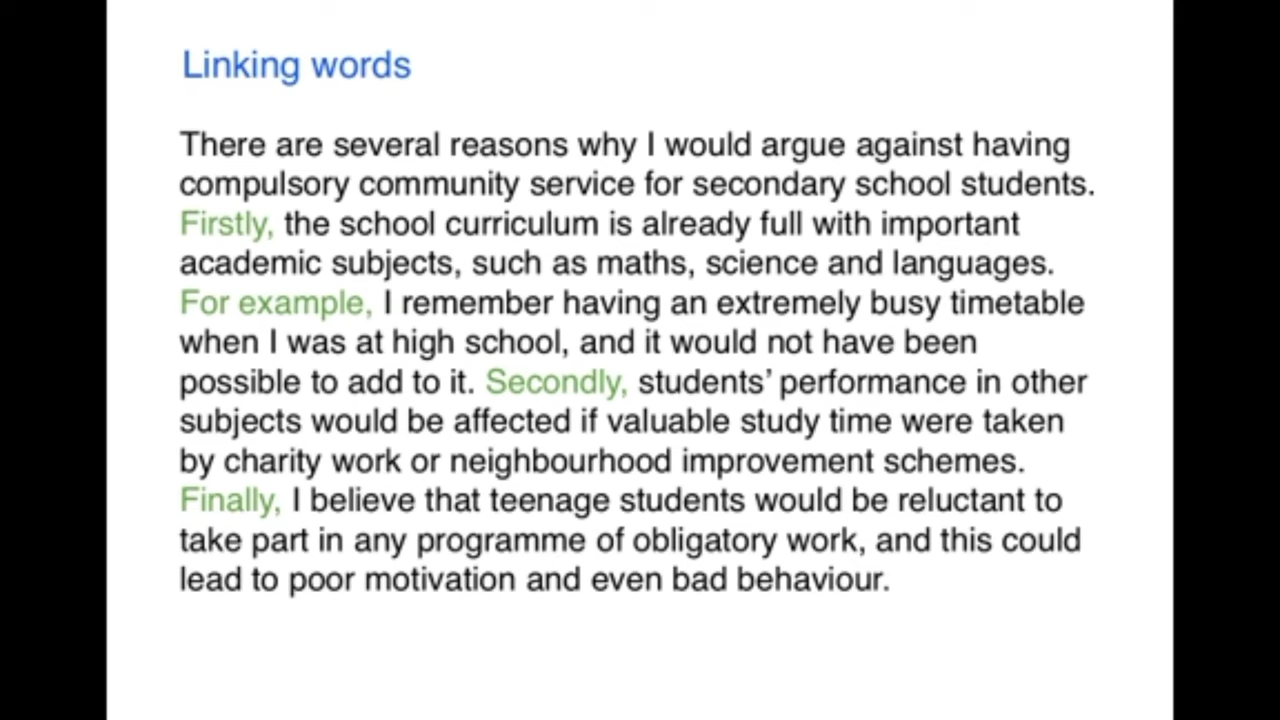 Linking words
There are several reasons why I would argue against having
compulsory community service for secondary school students.
Firstly, the school curriculum is already full with important
academic subjects, such as maths, science and languages.
For example, I remember having an extremely busy timetable
when I was at high school, and it would not have been
possible to add to it. Secondly, students’ performance in other
subjects would be affected if valuable study time were taken
by charity work or neighbourhood improvement schemes.
Finally, I believe that teenage students would be reluctant to
take part in any programme of obligatory work, and this could
lead to poor motivation and even bad behaviour.